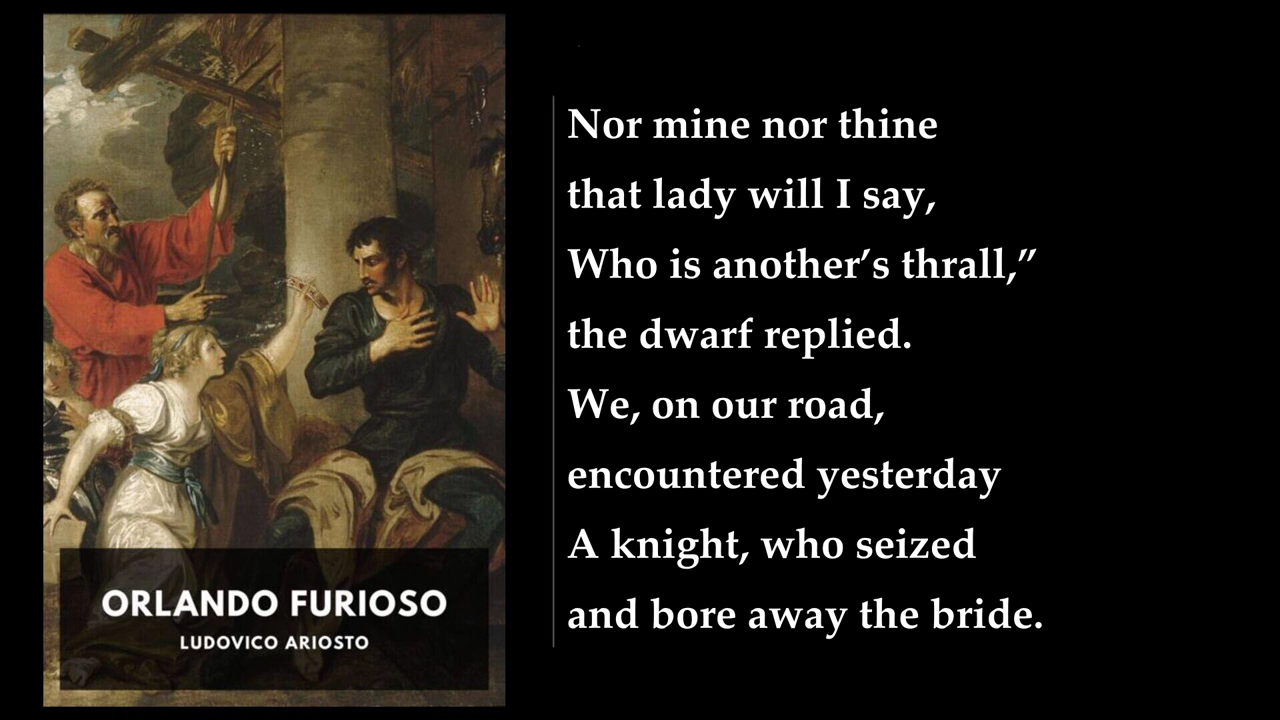 ORLANDO FURIOSO
LUDOVICO ARIOSTO
Nor mine nor thine
that lady will I say,
Who is another’s thrall,”
the dwarf replied.
We, on our road,
encountered yesterday
A knight, who seized
and bore away the bride.